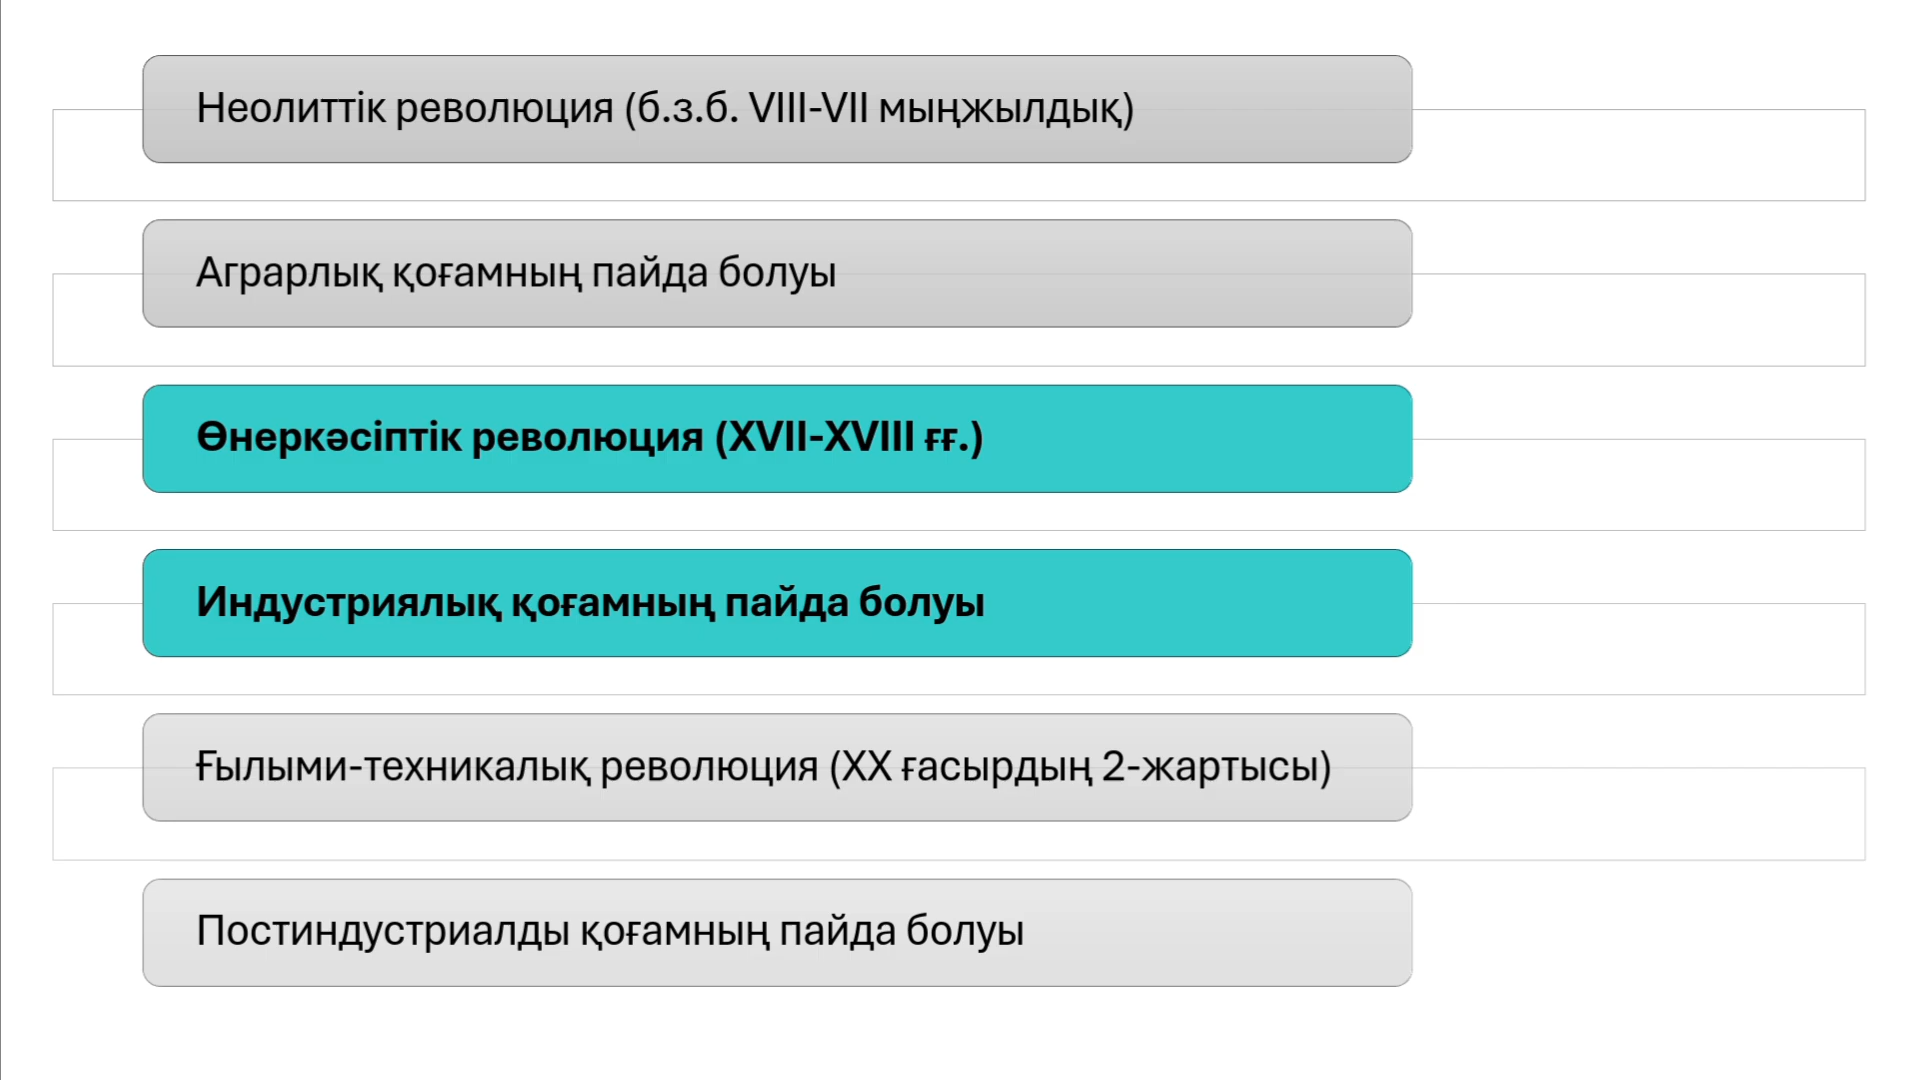 Неолиттік революция (б.з.б. VIII-VII мыңжылдық)
Аграрлық қоғамның пайда болуы
Өнеркәсіптік революция (XVII-XVIII ғғ.)
Индустриялық қоғамның пайда болуы
Ғылыми-техникалық революция (XX ғасырдың 2-жартысы)
Постиндустриалды қоғамның пайда болуы